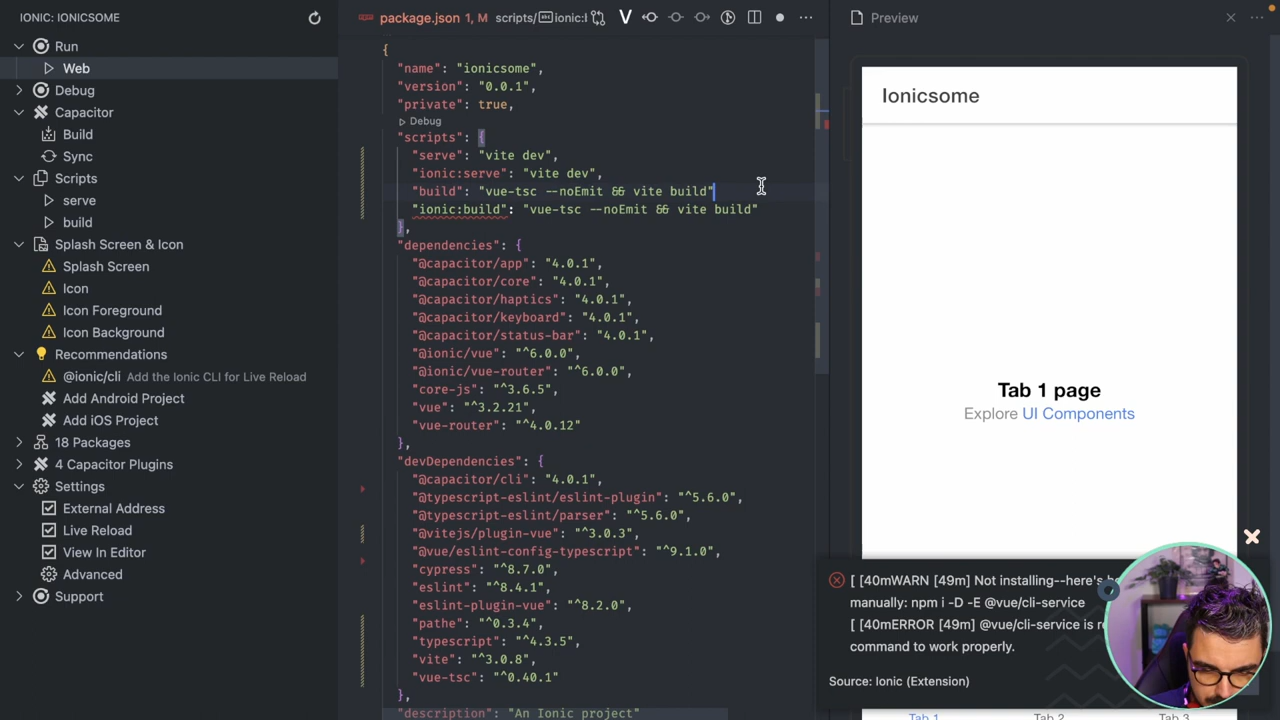 IONIC: IONICSOME
Run
Web
Debug
Capacitor
Build
Sync
Scripts
serve
build
Splash Screen & Icon
Splash Screen
Icon
Icon Foreground
Icon Background
Recommendations
@ionic/cli Add the Ionic CLI for Live Reload
Add Android Project
Add iOS Project
18 Packages
4 Capacitor Plugins
Settings
External Address
Live Reload
View In Editor
Advanced
Support
package.json 1, M scripts/ ionic:
{
"name": "ionicsome",
"version": "0.0.1",
"private": true,
Debug
"scripts": {
"serve": "vite dev",
"ionic:serve": "vite dev",
"build": "vue-tsc --noEmit && vite build"
"ionic:build": "vue-tsc --noEmit && vite build"
},
"dependencies": {
"@capacitor/app": "4.0.1",
"@capacitor/core": "4.0.1",
"@capacitor/haptics": "4.0.1",
"@capacitor/keyboard": "4.0.1",
"@capacitor/status-bar": "4.0.1",
"@ionic/vue": "^6.0.0",
"@ionic/vue-router": "^6.0.0",
"core-js": "^3.6.5",
"vue": "^3.2.21",
"vue-router": "^4.0.12"
},
"devDependencies": {
"@capacitor/cli": "4.0.1",
"@typescript-eslint/eslint-plugin": "^5.6.0",
"@typescript-eslint/parser": "^5.6.0",
"@vitejs/plugin-vue": "^3.0.3",
"@vue/eslint-config-typescript": "^9.1.0",
"cypress": "^8.7.0",
"eslint": "^8.4.1",
"eslint-plugin-vue": "^8.2.0",
"pathe": "^0.3.4",
"typescript": "^4.3.5",
"vite": "^3.0.8",
"vue-tsc": "^0.40.1"
},
"description": "An Ionic project"
Preview
Ionicsome
Tab 1 page
Explore UI Components
[ [40mWARN [49m] Not installing--here's
manually: npm i -D -E @vue/cli-service
[ [40mERROR [49m] @vue/cli-service is
command to work properly.
Source: Ionic (Extension)
Tab 1
Tab 2
Tab 3